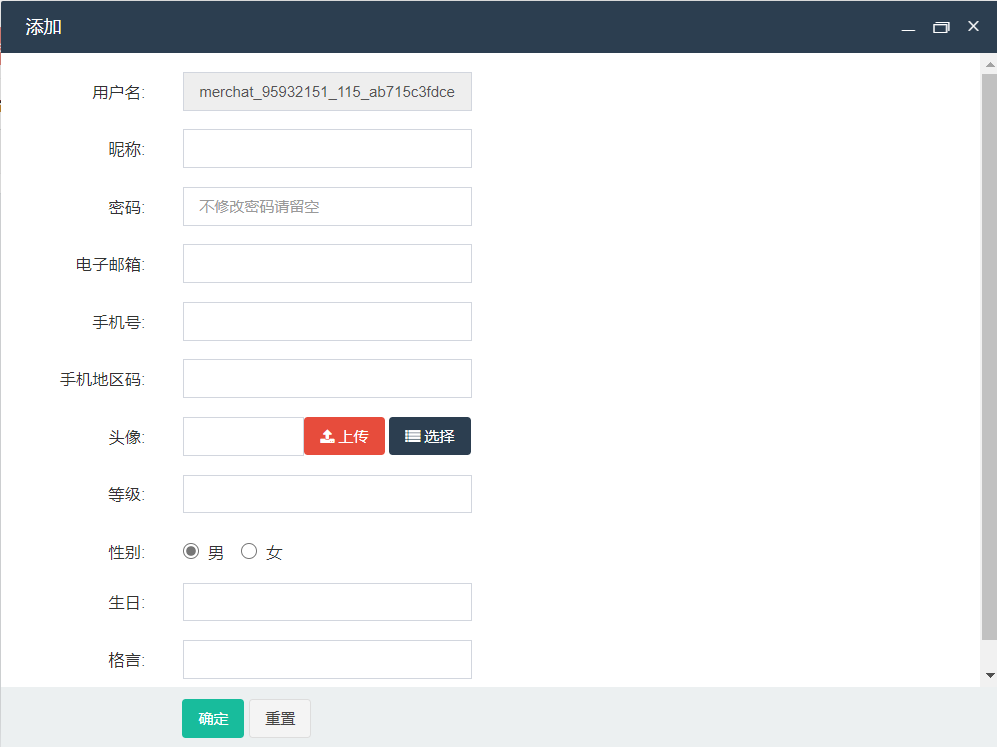 添加
用户名: merchat_95932151_115_ab715c3fdce
昵称:
密码: 不修改密码请留空
电子邮箱:
手机号:
手机地区码:
头像: 上传 选择
等级:
性别: 男 女
生日:
格言:
确定 重置